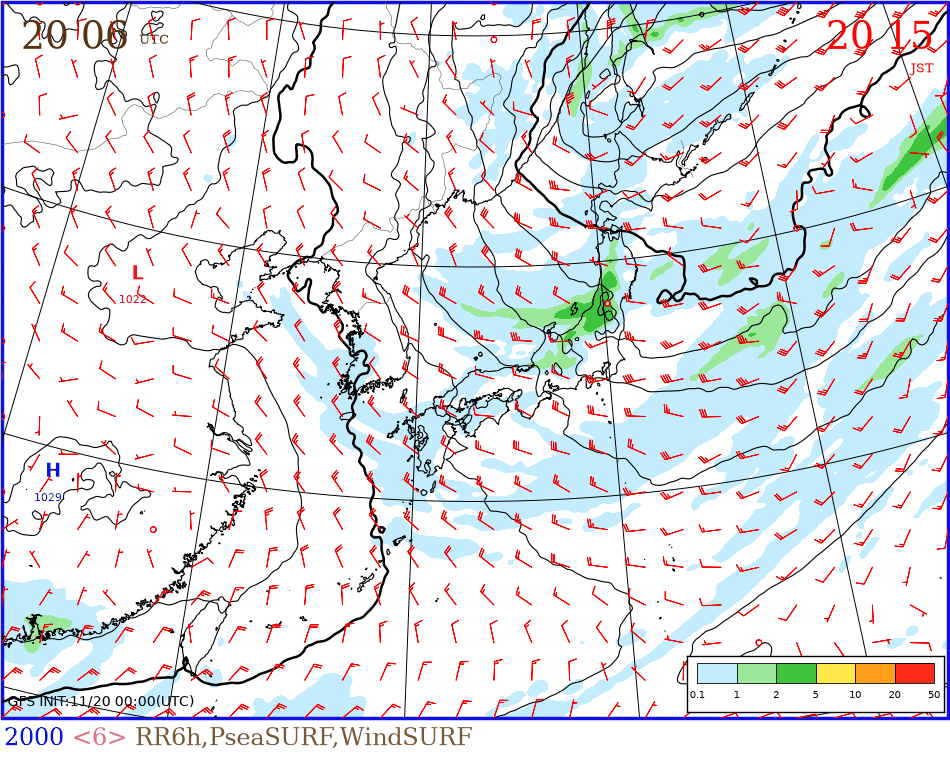 20 06 UTC
20 15 JST
L
1022
H
1029
0.1 1 2 5 10 20 50
GFS INIT:11/20 00:00(UTC)
2000 <6> RR6h,PseaSURF,WindSURF